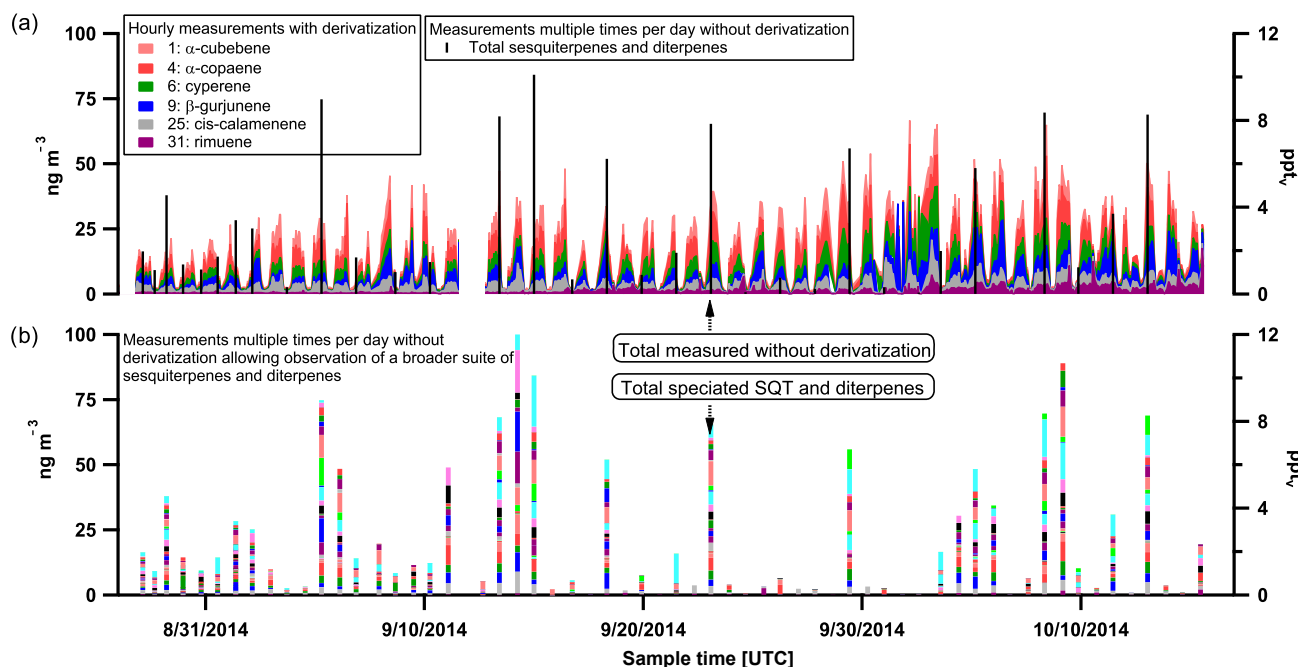 (a)
Hourly measurements with derivatization
1: α-cubebene
4: α-copaene
6: cyperene
9: β-gurjunene
25: cis-calamenene
31: rimuene
Measurements multiple times per day without derivatization
Total sesquiterpenes and diterpenes
100
75
50
25
0
ng m⁻³
12
8
4
0
pptᵥ
(b)
Measurements multiple times per day without
derivatization allowing observation of a broader suite of
sesquiterpenes and diterpenes
Total measured without derivatization
Total speciated SQT and diterpenes
100
75
50
25
0
ng m⁻³
12
8
4
0
pptᵥ
8/31/2014
9/10/2014
9/20/2014
9/30/2014
10/10/2014
Sample time [UTC]